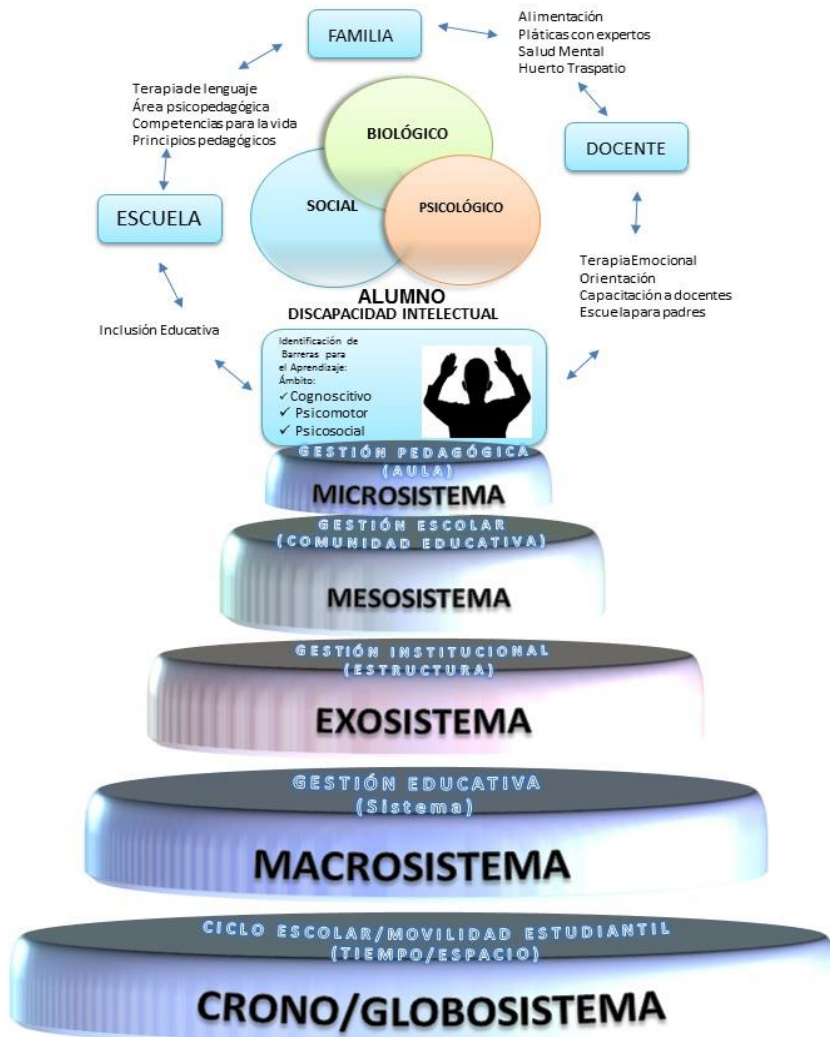 FAMILIA
Alimentación
Pláticas con expertos
Salud Mental
Huerto Traspatio
Terapia de lenguaje
Área psicopedagógica
Competencias para la vida
Principios pedagógicos
BIOLÓGICO
DOCENTE
SOCIAL
PSICOLÓGICO
ESCUELA
Terapia Emocional
Orientación
Capacitación a docentes
Escuela para padres
ALUMNO
DISCAPACIDAD INTELECTUAL
Inclusión Educativa
Identificación de
Barreras para
el Aprendizaje:
Ámbito:
✓ Cognoscitivo
✓ Psicomotor
✓ Psicosocial
GESTIÓN PEDAGÓGICA
(AULA)
MICROSISTEMA
GESTIÓN ESCOLAR
(COMUNIDAD EDUCATIVA)
MESOSISTEMA
GESTIÓN INSTITUCIONAL
(ESTRUCTURA)
EXOSISTEMA
GESTIÓN EDUCATIVA
(Sistema)
MACROSISTEMA
CICLO ESCOLAR/MOVILIDAD ESTUDIANTIL
(TIEMPO/ESPACIO)
CRONO/GLOBOSISTEMA